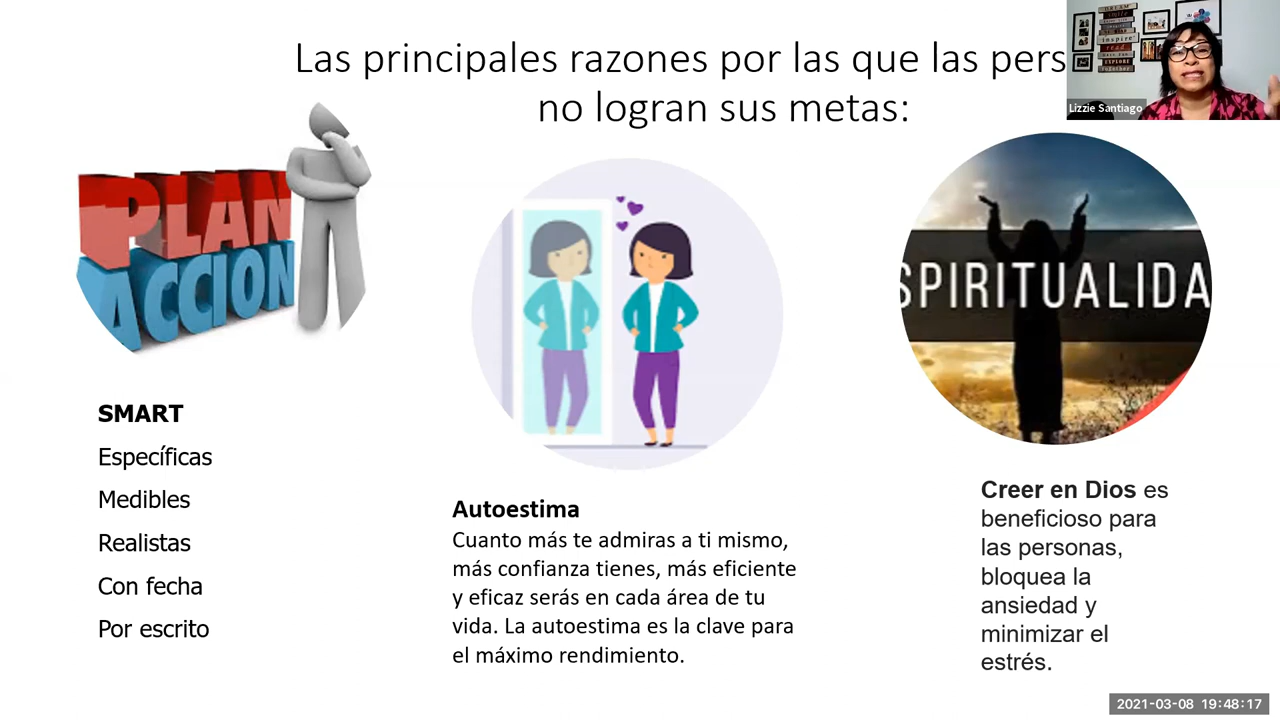 Las principales razones por las que las pers
no logran sus metas:
Lizzie Santiago
PLAN
ACCION
SPIRITUALIDA
SMART
Específicas
Medibles
Realistas
Con fecha
Por escrito
Autoestima
Cuanto más te admiras a ti mismo,
más confianza tienes, más eficiente
y eficaz serás en cada área de tu
vida. La autoestima es la clave para
el máximo rendimiento.
Creer en Dios es
beneficioso para
las personas,
bloquea la
ansiedad y
minimizar el
estrés.
2021-03-08 19:48:17